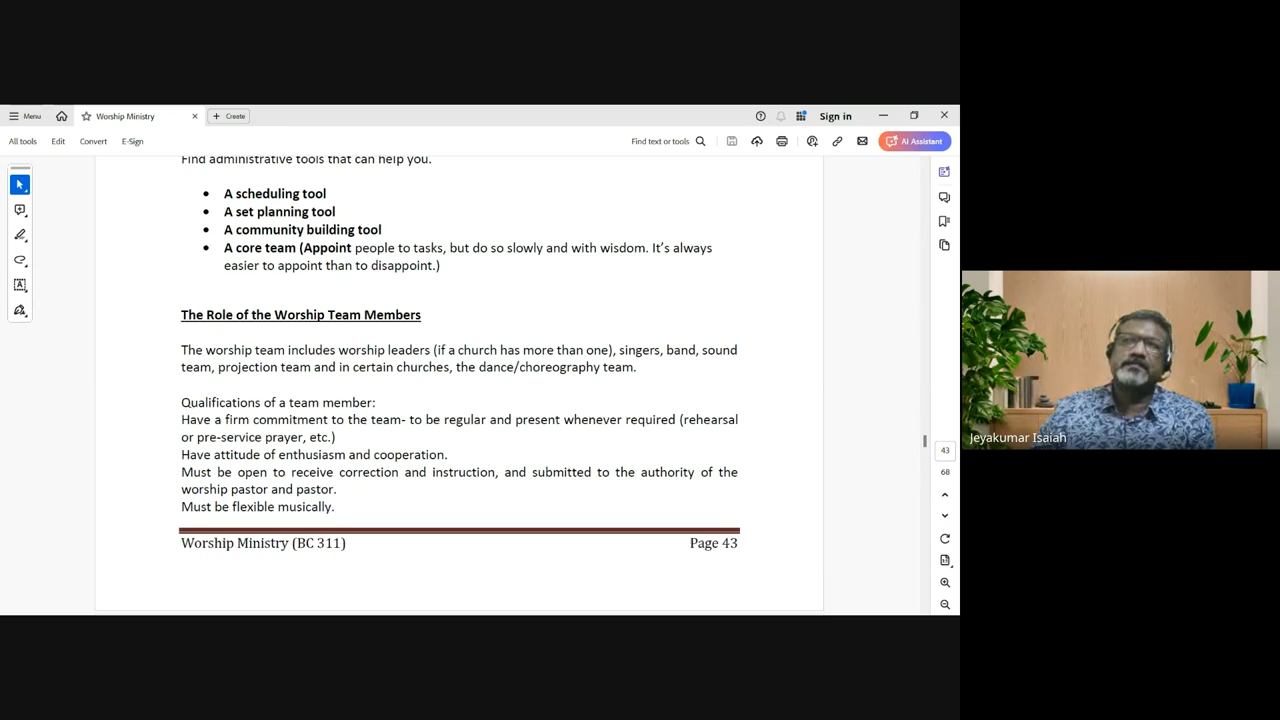 Menu
Worship Ministry
Create
Sign in
All tools
Edit
Convert
E-Sign
Find text or tools
AI Assistant
Find administrative tools that can help you.
• A scheduling tool
• A set planning tool
• A community building tool
• A core team (Appoint people to tasks, but do so slowly and with wisdom. It's always
easier to appoint than to disappoint.)
The Role of the Worship Team Members
The worship team includes worship leaders (if a church has more than one), singers, band, sound
team, projection team and in certain churches, the dance/choreography team.
Qualifications of a team member:
Have a firm commitment to the team- to be regular and present whenever required (rehearsal
or pre-service prayer, etc.)
Have attitude of enthusiasm and cooperation.
Must be open to receive correction and instruction, and submitted to the authority of the
worship pastor and pastor.
Must be flexible musically.
Worship Ministry (BC 311)
Page 43
43
68
Jeyakumar Isaiah